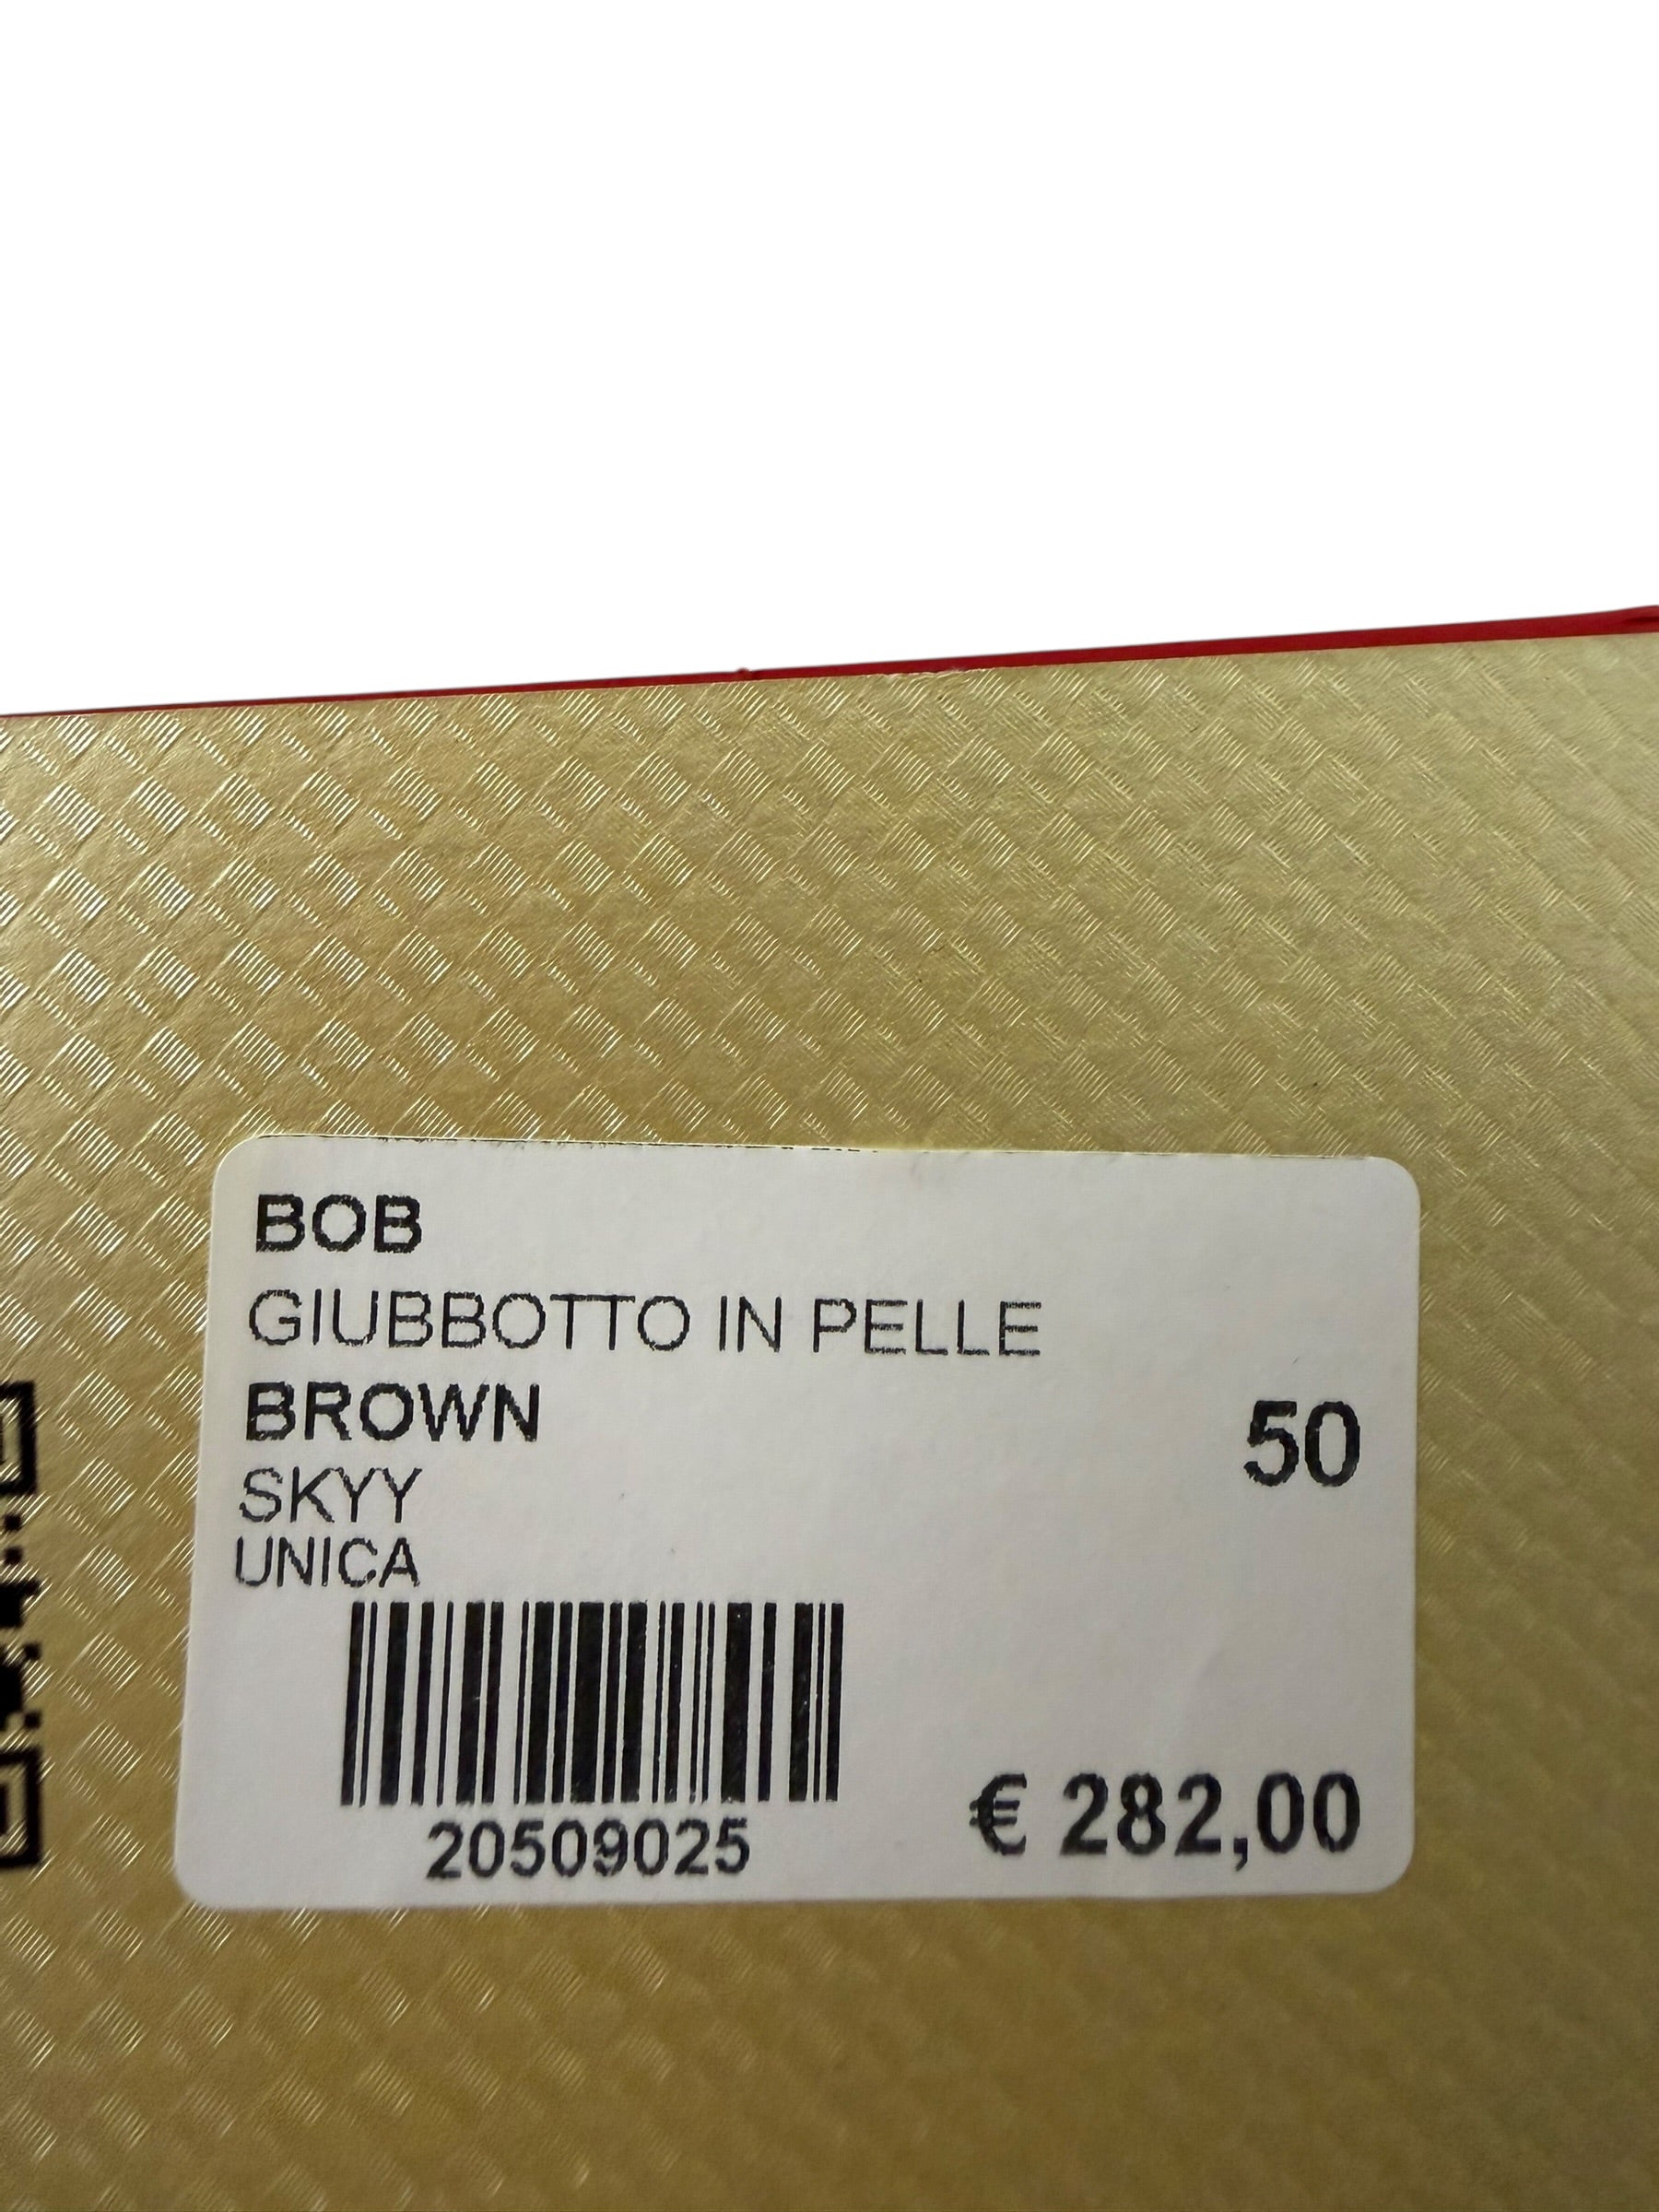 BOB
GIUBBOTTO IN PELLE
BROWN
50
SKYY
UNICA
20509025
€ 282,00